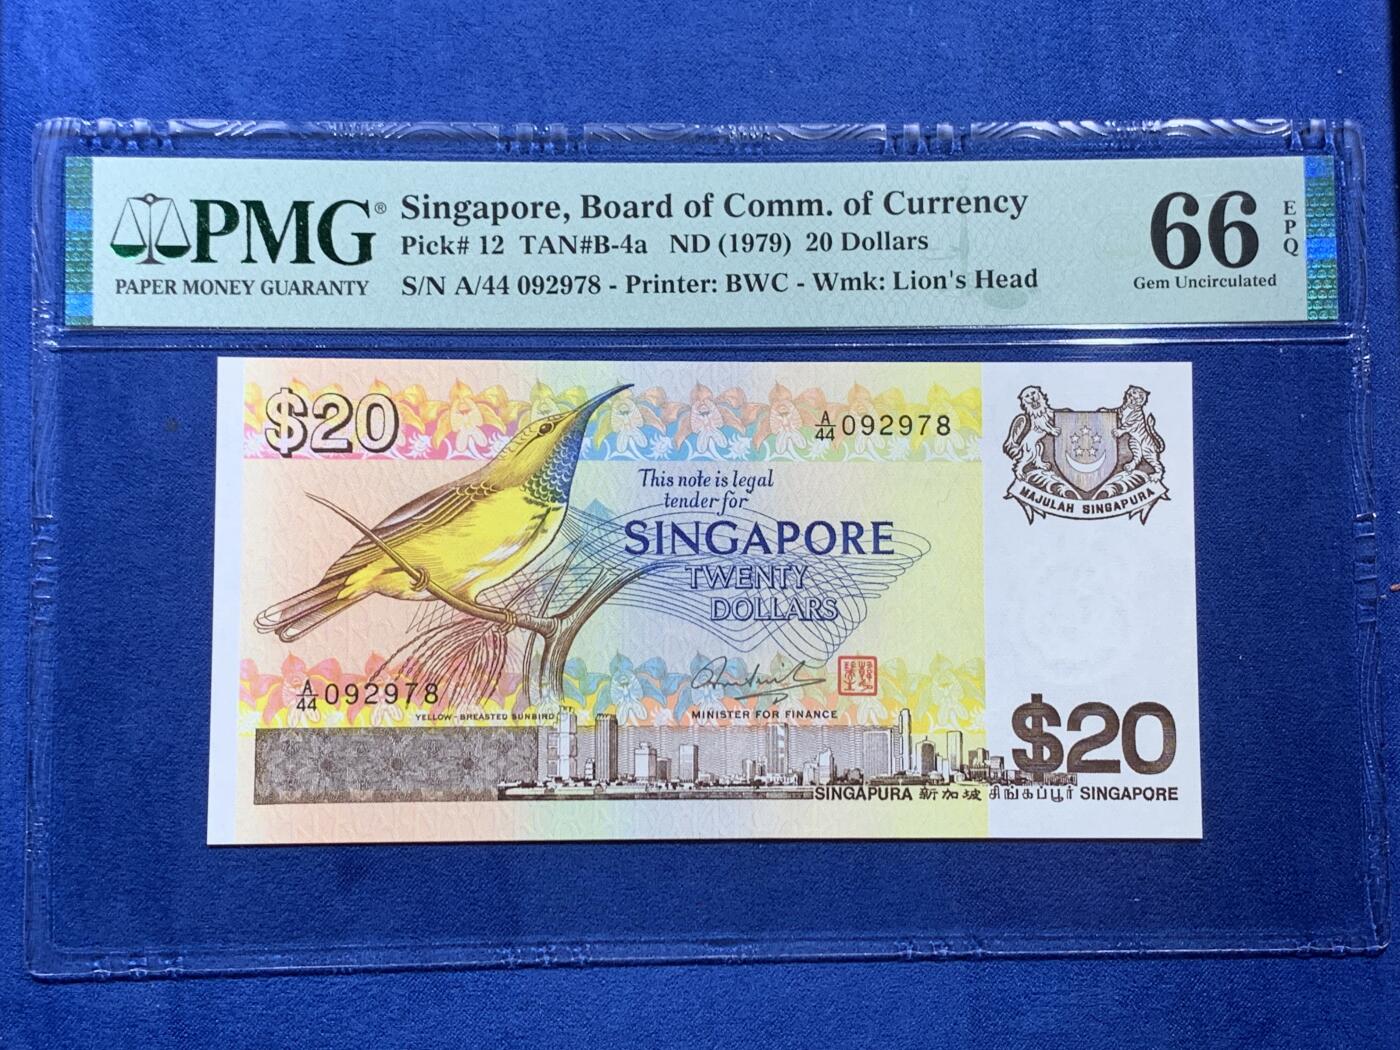 PMG®
PAPER MONEY GUARANTY
Singapore, Board of Comm. of Currency
Pick# 12 TAN#B-4a ND (1979) 20 Dollars
S/N A/44 092978 - Printer: BWC - Wmk: Lion's Head
66
EPQ
Gem Uncirculated
$20
A/44 092978
MAJULAH SINGAPURA
This note is legal
tender for
SINGAPORE
TWENTY
DOLLARS
A/44 092978
YELLOW-BREASTED SUNBIRD
MINISTER FOR FINANCE
$20
SINGAPURA 新加坡 சிங்கப்பூர் SINGAPORE